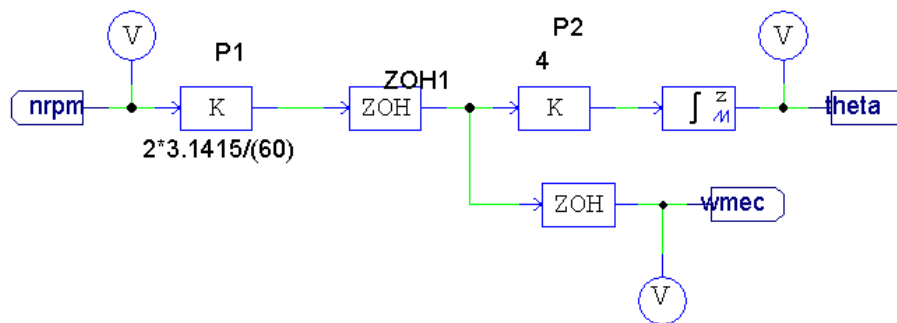 V
V
P1
P2
4
ZOH1
nrpm
K
ZOH
K
∫ z
theta
2*3.1415/(60)
ZOH
wmec
V